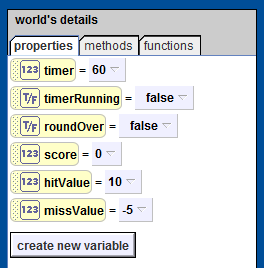 world's details
properties methods functions
123 timer = 60
T/F timerRunning = false
T/F roundOver = false
123 score = 0
123 hitValue = 10
123 missValue = -5
create new variable